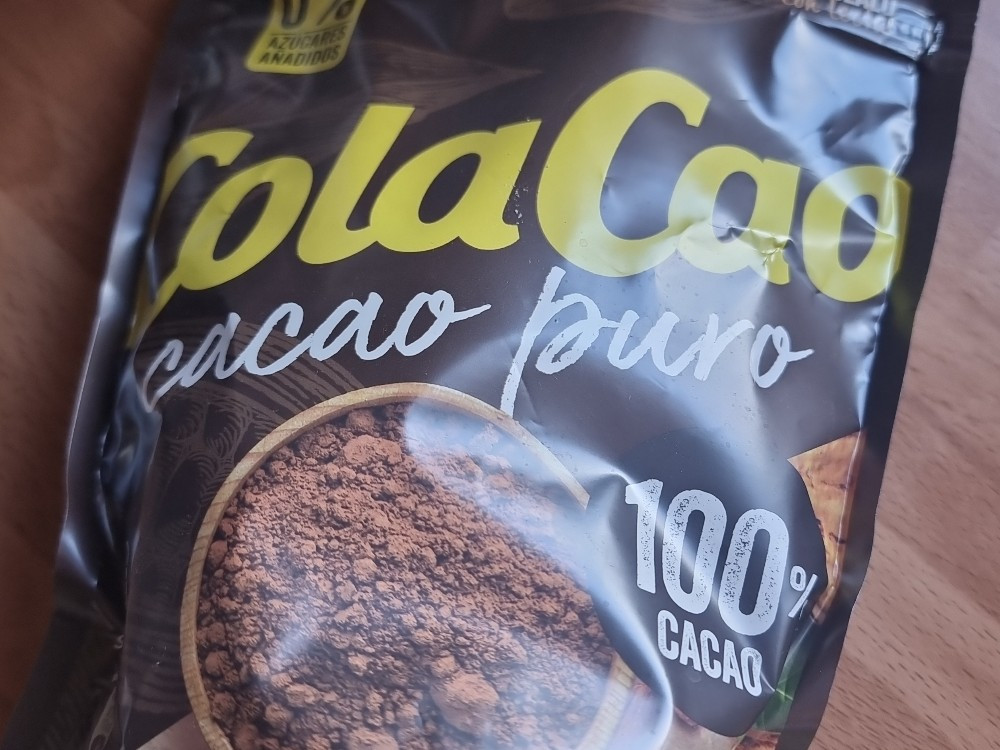 0%
AZÚCARES
AÑADIDOS
ColaCao
cacao puro
100%
CACAO